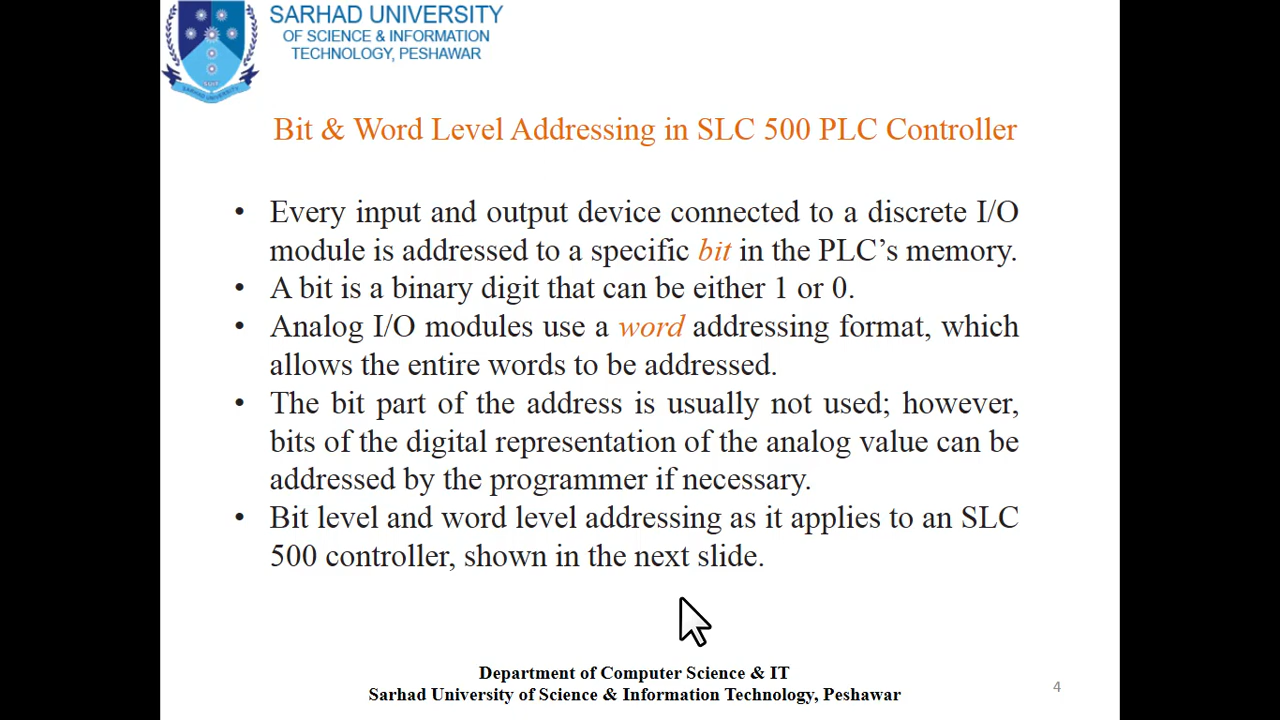 SARHAD UNIVERSITY
OF SCIENCE & INFORMATION
TECHNOLOGY, PESHAWAR
Bit & Word Level Addressing in SLC 500 PLC Controller
• Every input and output device connected to a discrete I/O
module is addressed to a specific bit in the PLC’s memory.
• A bit is a binary digit that can be either 1 or 0.
• Analog I/O modules use a word addressing format, which
allows the entire words to be addressed.
• The bit part of the address is usually not used; however,
bits of the digital representation of the analog value can be
addressed by the programmer if necessary.
• Bit level and word level addressing as it applies to an SLC
500 controller, shown in the next slide.
Department of Computer Science & IT
Sarhad University of Science & Information Technology, Peshawar
4